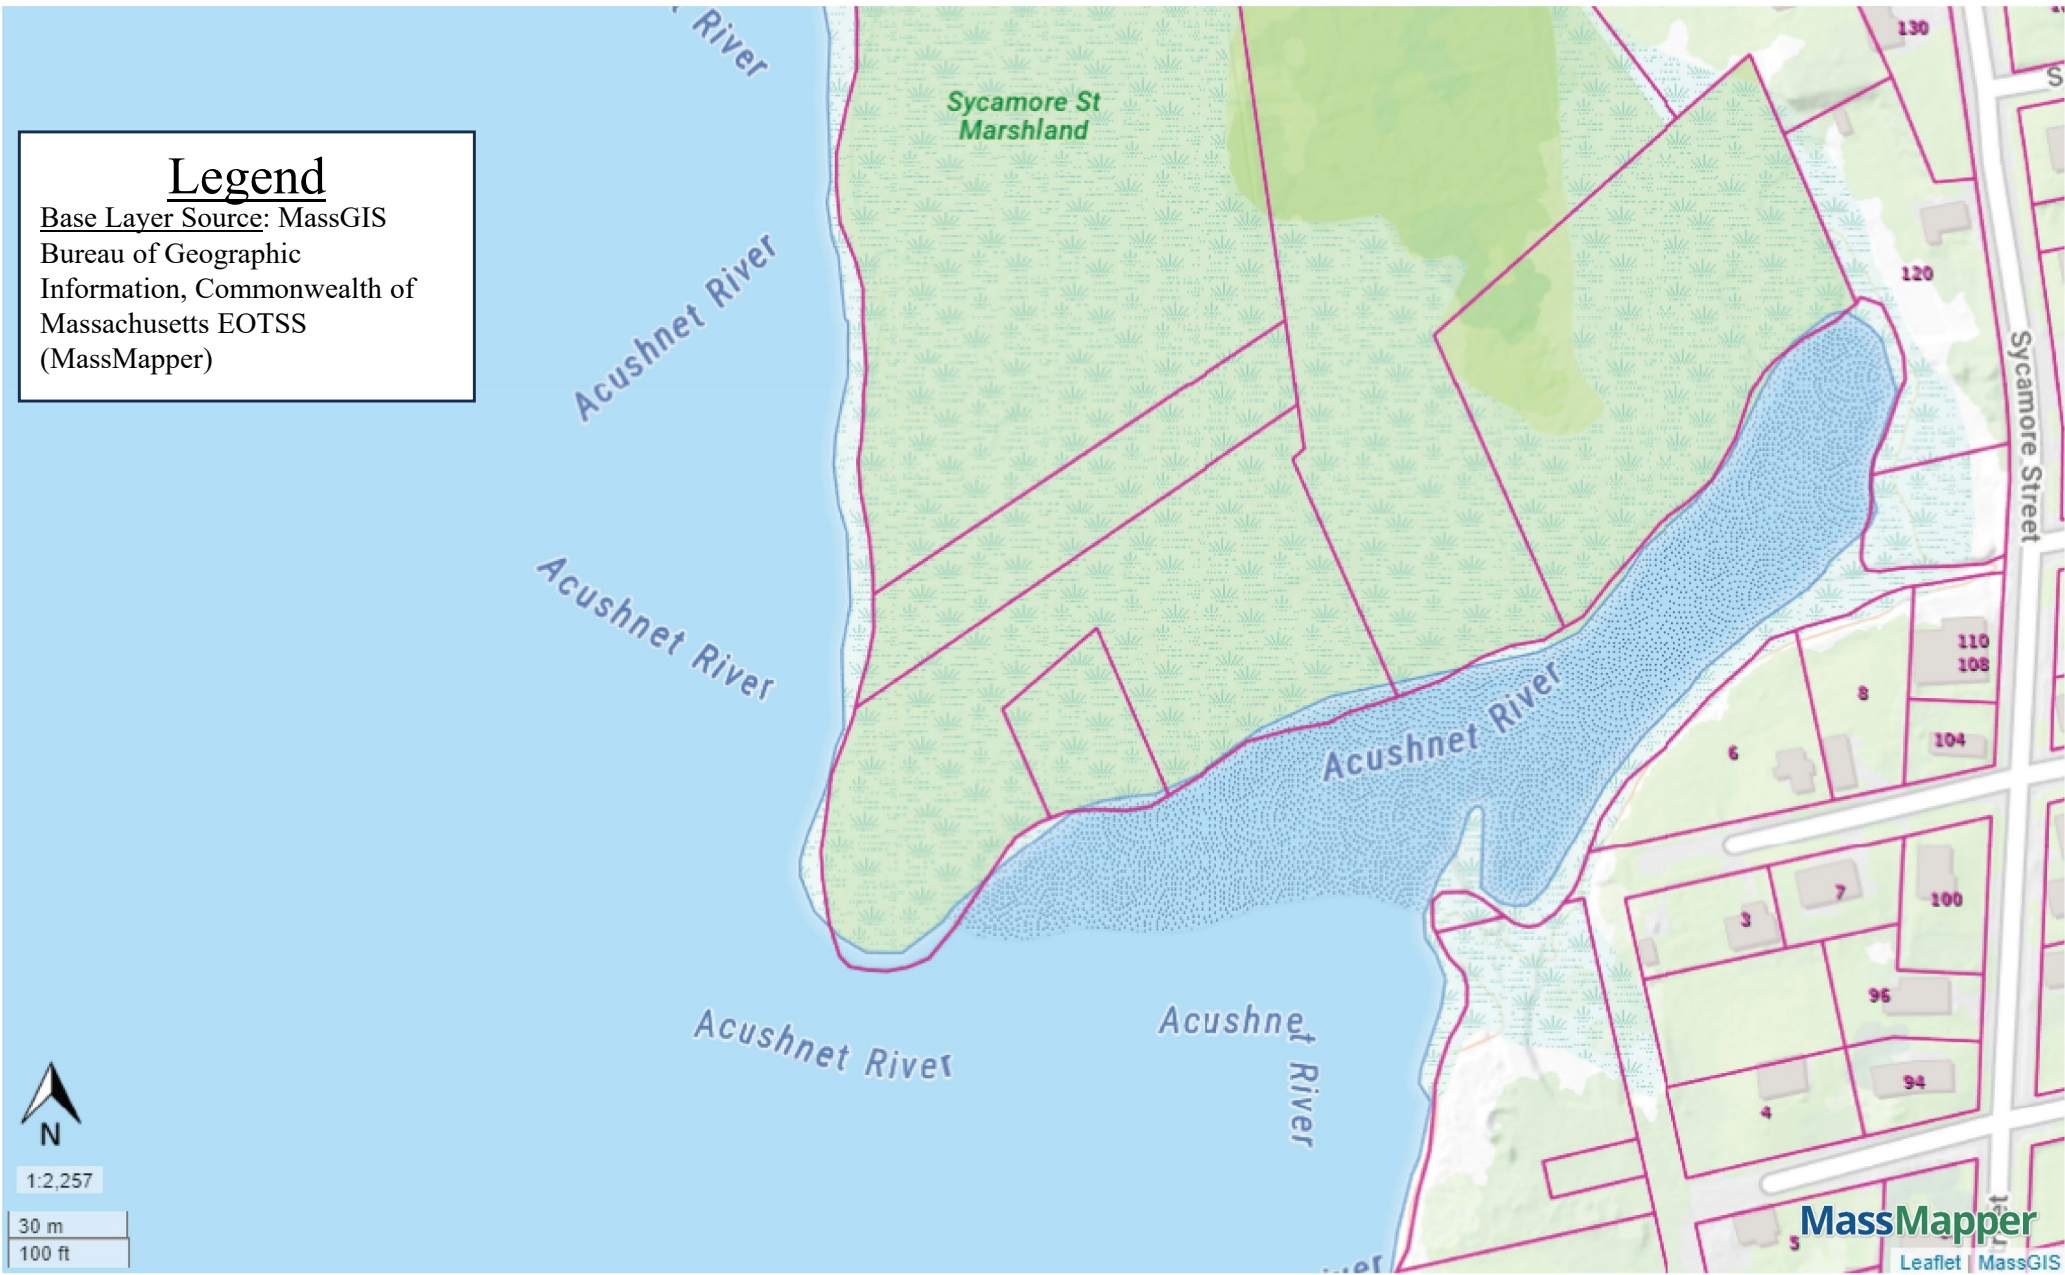 River
130
S
Sycamore St
Marshland
Legend
Base Layer Source: MassGIS
Bureau of Geographic
Information, Commonwealth of
Massachusetts EOTSS
(MassMapper)
Acushnet River
120
Sycamore Street
Acushnet River
110
108
8
104
6
Acushnet River
7
100
3
96
Acushnet River
Acushnet River
94
4
N
1:2,257
30 m
100 ft
MassMapper
5
Leaflet | MassGIS